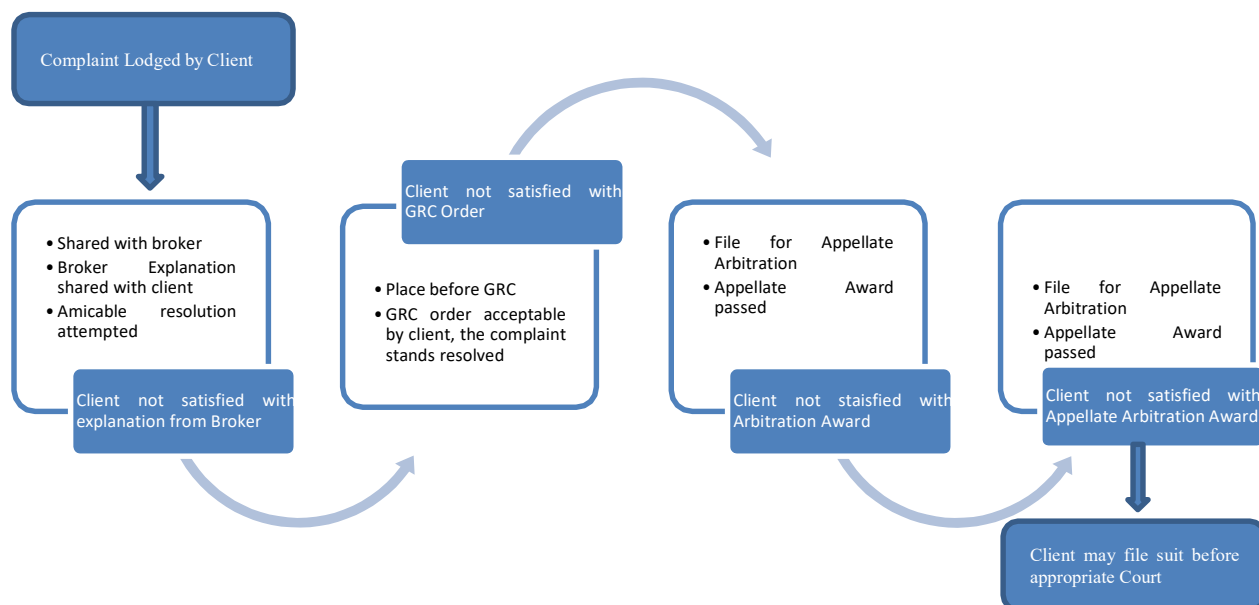 Complaint Lodged by Client
• Shared with broker
• Broker Explanation
shared with client
• Amicable resolution
attempted
Client not satisfied with
explanation from Broker
Client not satisfied with
GRC Order
• Place before GRC
• GRC order acceptable
by client, the complaint
stands resolved
• File for Appellate
Arbitration
• Appellate Award
passed
Client not staisfied with
Arbitration Award
• File for Appellate
Arbitration
• Appellate Award
passed
Client not satisfied with
Appellate Arbitration Award
Client may file suit before
appropriate Court